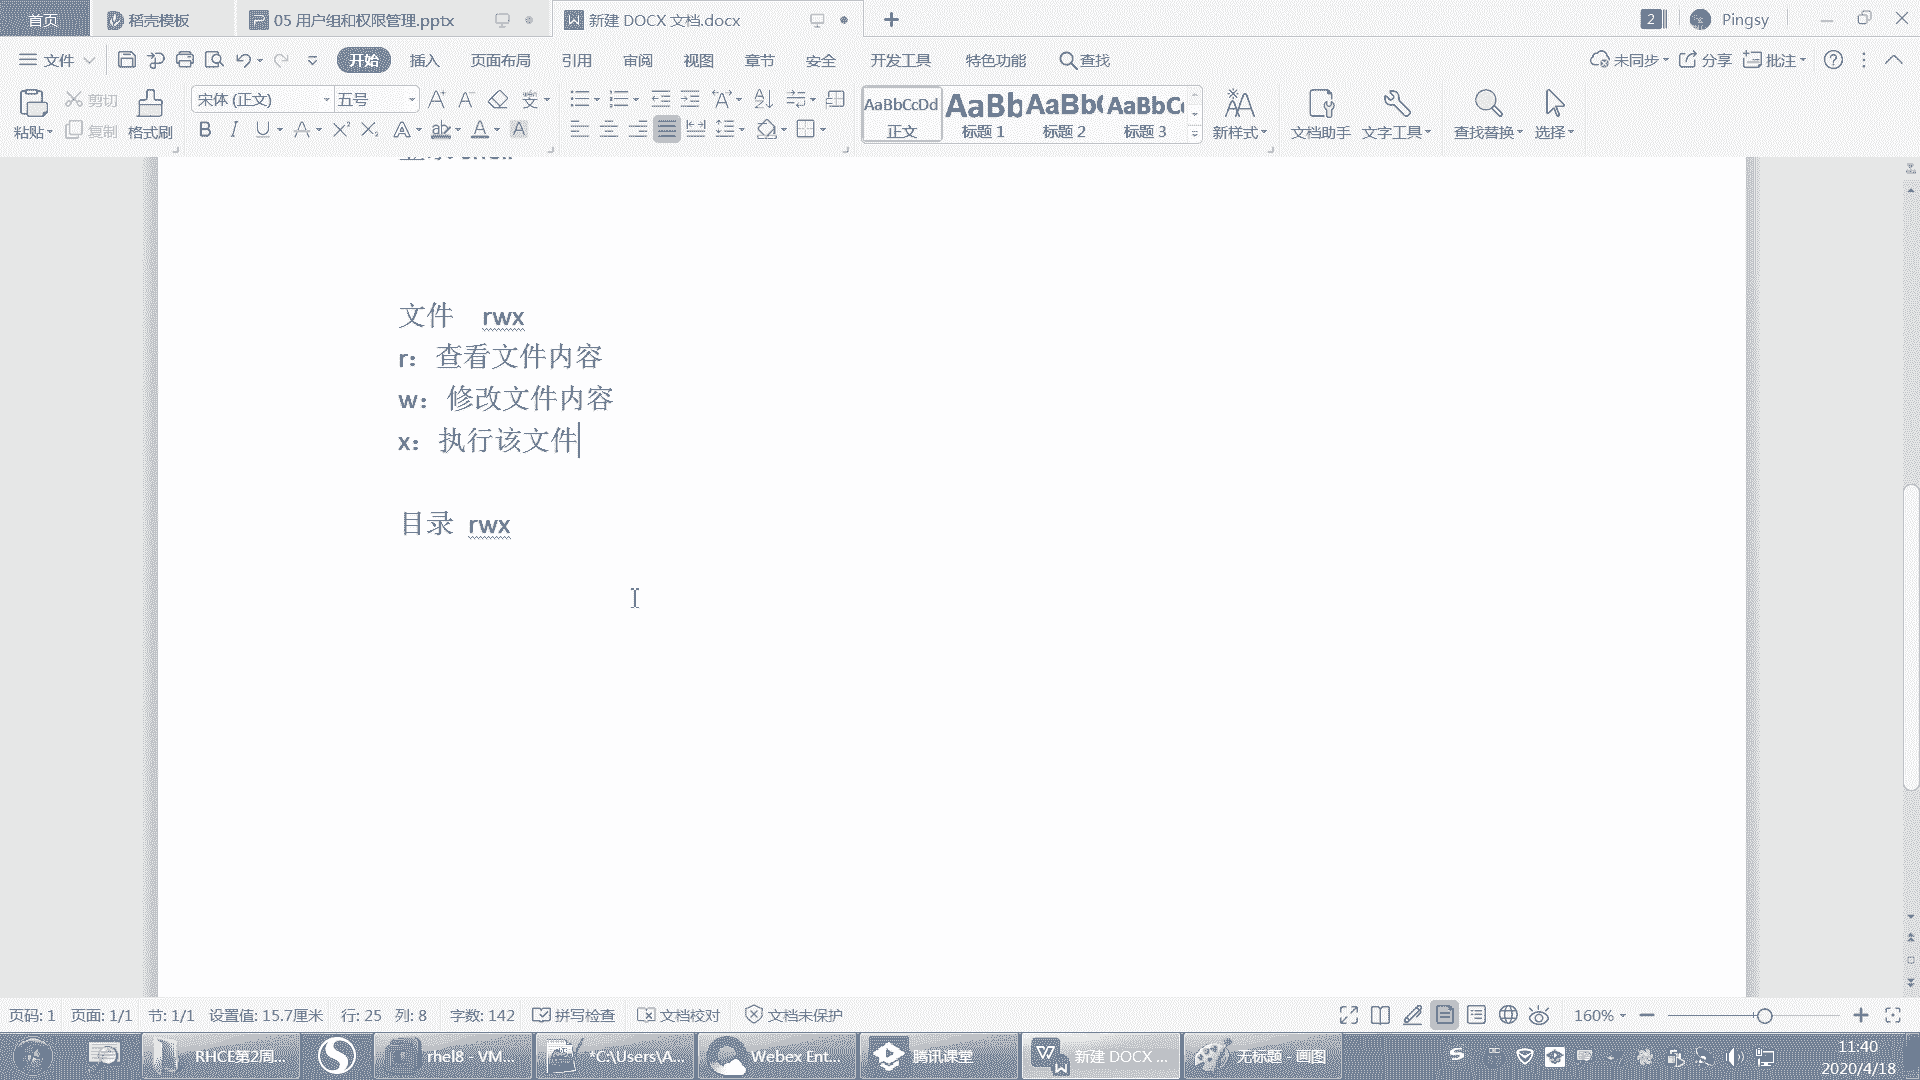 首页 稻壳模板 05 用户组和权限管理.pptx 新建 DOCX 文档.docx 2 Pingsy
文件 开始 插入 页面布局 引用 审阅 视图 章节 安全 开发工具 特色功能 查找 未同步 分享 批注
粘贴 剪切 复制 格式刷 宋体 (正文) 五号 AaBbCcDd 正文 AaBb 标题 1 AaBb( 标题 2 AaBbC 标题 3 新样式 文档助手 文字工具 查找替换 选择
文件 rwx
r：查看文件内容
w：修改文件内容
x：执行该文件
目录 rwx
页码: 1 页面: 1/1 节: 1/1 设置值: 15.7厘米 行: 25 列: 8 字数: 142 拼写检查 文档校对 文档未保护 160%
RHCE第2周... rhel8 - VM... *C:\Users\A... Webex Ent... 腾讯课堂 新建 DOCX ... 无标题 - 画图 11:40
2020/4/18